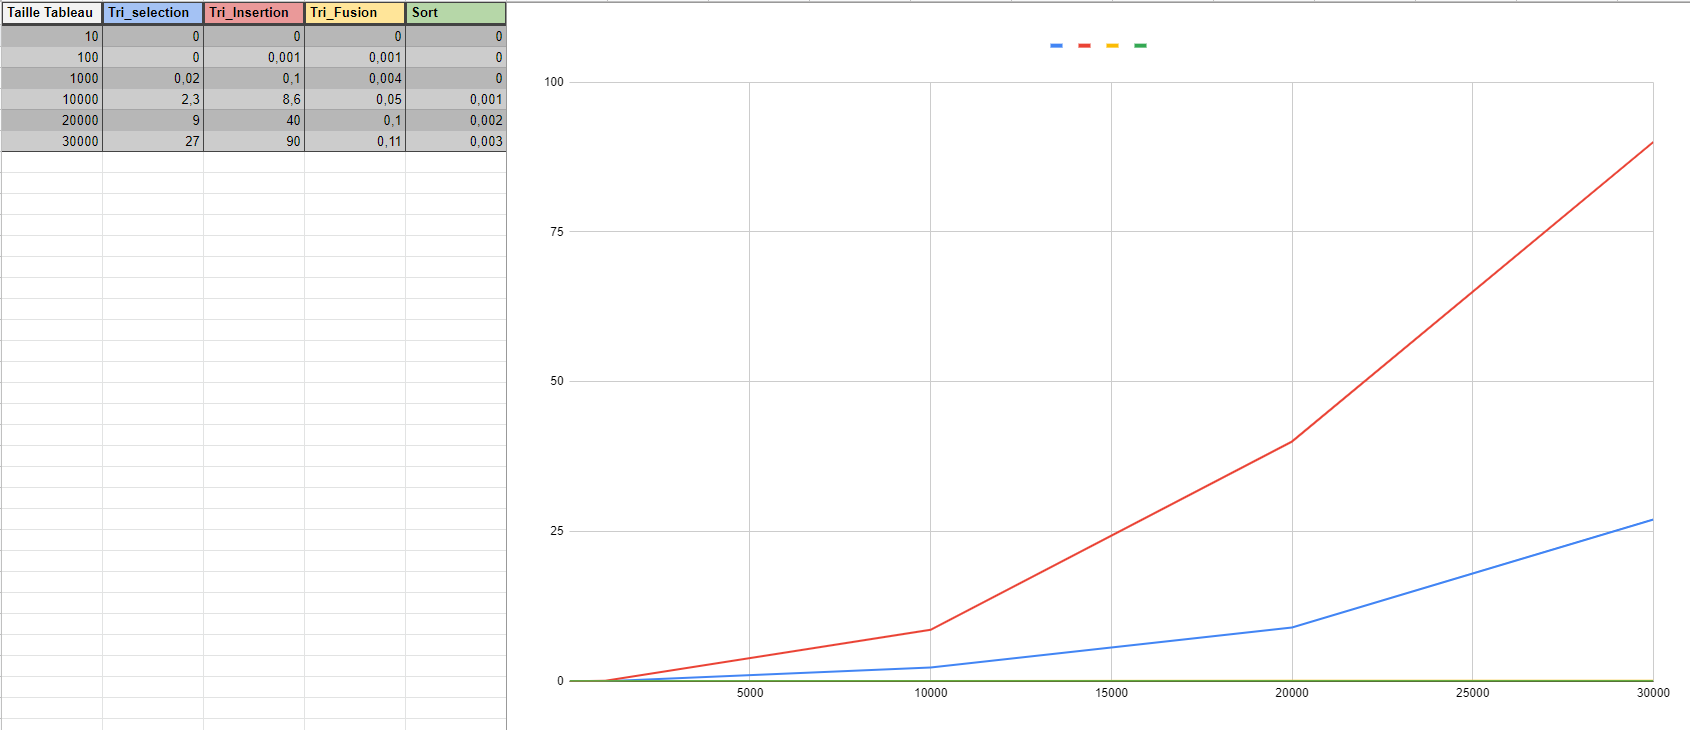 Taille Tableau Tri_selection Tri_Insertion Tri_Fusion Sort
10 0 0 0 0
100 0 0,001 0,001 0
1000 0,02 0,1 0,004 0
10000 2,3 8,6 0,05 0,001
20000 9 40 0,1 0,002
30000 27 90 0,11 0,003
100
75
50
25
0
5000 10000 15000 20000 25000 30000